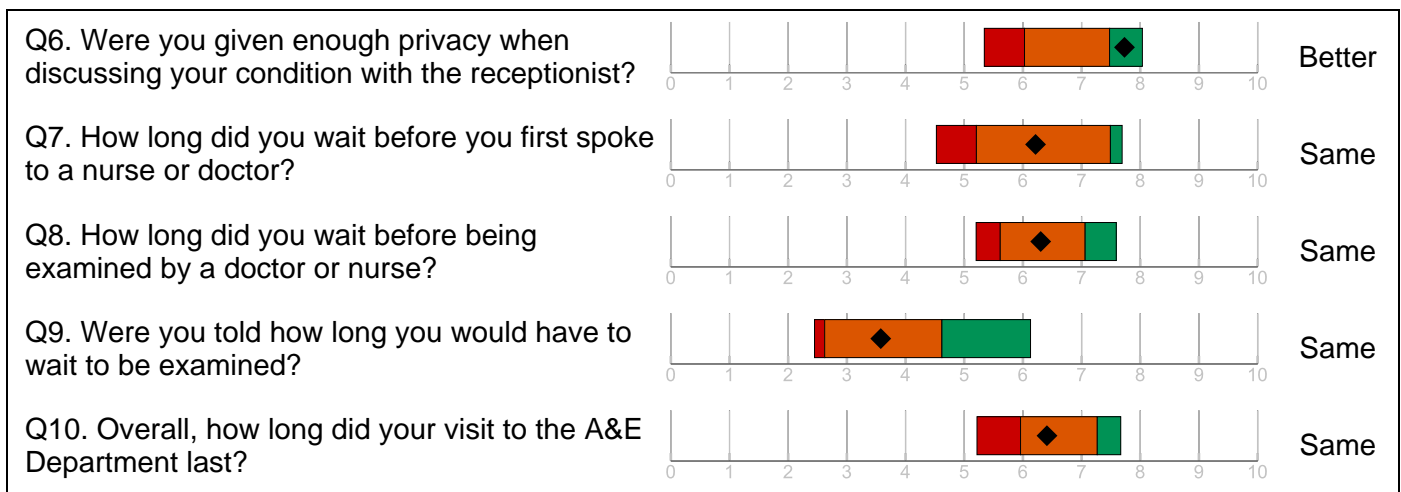 Q6. Were you given enough privacy when
discussing your condition with the receptionist?
0 1 2 3 4 5 6 7 8 9 10
Better
Q7. How long did you wait before you first spoke
to a nurse or doctor?
0 1 2 3 4 5 6 7 8 9 10
Same
Q8. How long did you wait before being
examined by a doctor or nurse?
0 1 2 3 4 5 6 7 8 9 10
Same
Q9. Were you told how long you would have to
wait to be examined?
0 1 2 3 4 5 6 7 8 9 10
Same
Q10. Overall, how long did your visit to the A&E
Department last?
0 1 2 3 4 5 6 7 8 9 10
Same